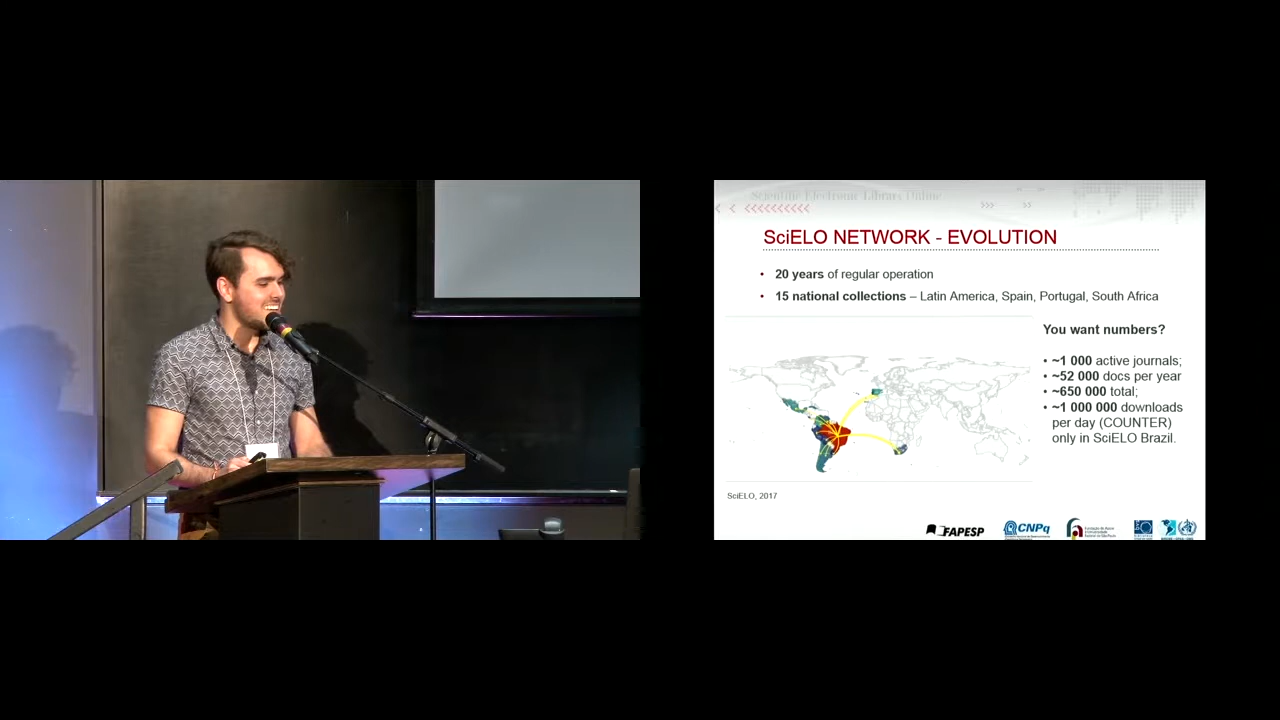 Scientific Electronic Library Online
SciELO NETWORK - EVOLUTION
• 20 years of regular operation
• 15 national collections – Latin America, Spain, Portugal, South Africa
You want numbers?
• ~1 000 active journals;
• ~52 000 docs per year
• ~650 000 total;
• ~1 000 000 downloads
per day (COUNTER)
only in SciELO Brazil.
SciELO, 2017
FAPESP
CNPq